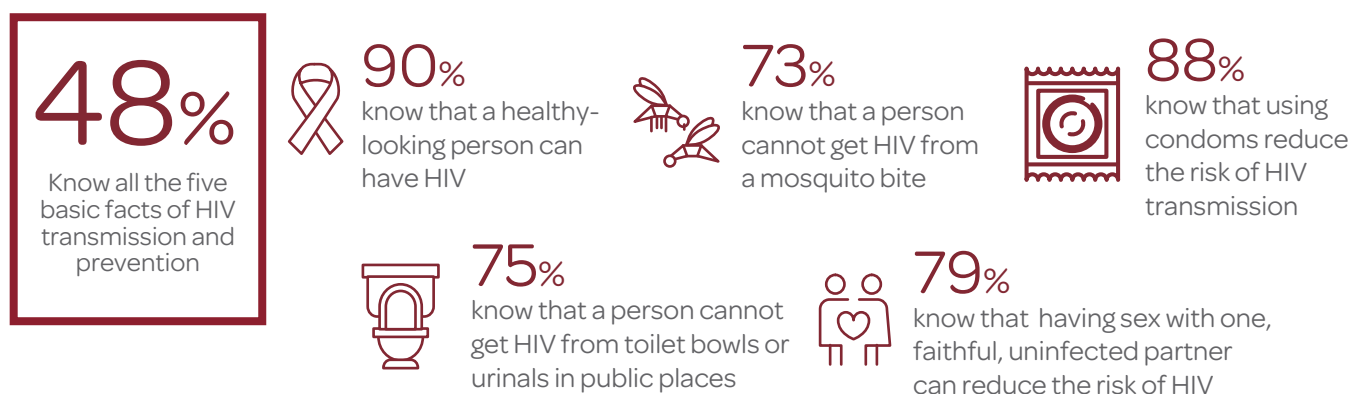 48%
Know all the five
basic facts of HIV
transmission and
prevention
90%
know that a healthy-
looking person can
have HIV
73%
know that a person
cannot get HIV from
a mosquito bite
88%
know that using
condoms reduce
the risk of HIV
transmission
75%
know that a person cannot
get HIV from toilet bowls or
urinals in public places
79%
know that having sex with one,
faithful, uninfected partner
can reduce the risk of HIV